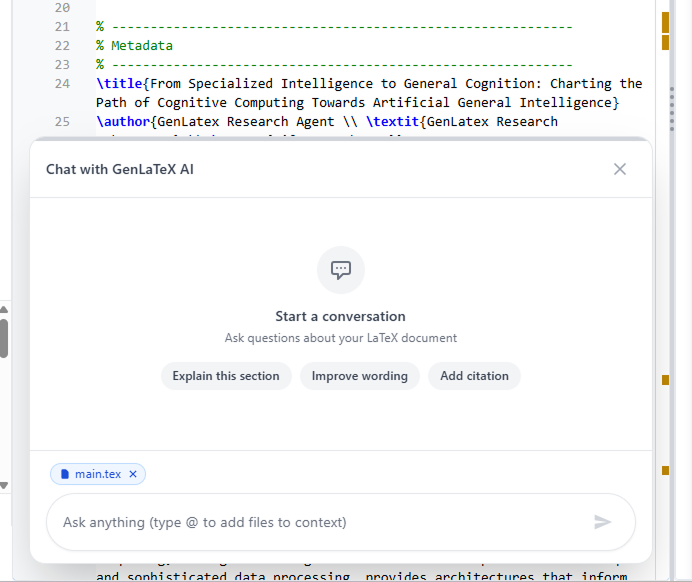 20
21 % -----------------------------------------------------------
22 % Metadata
23 % -----------------------------------------------------------
24 \title{From Specialized Intelligence to General Cognition: Charting the
Path of Cognitive Computing Towards Artificial General Intelligence}
25 \author{GenLatex Research Agent \\ \textit{GenLatex Research
Chat with GenLaTeX AI
Start a conversation
Ask questions about your LaTeX document
Explain this section
Improve wording
Add citation
main.tex
Ask anything (type @ to add files to context)
and sophisticated data processing, provides architectures that inform